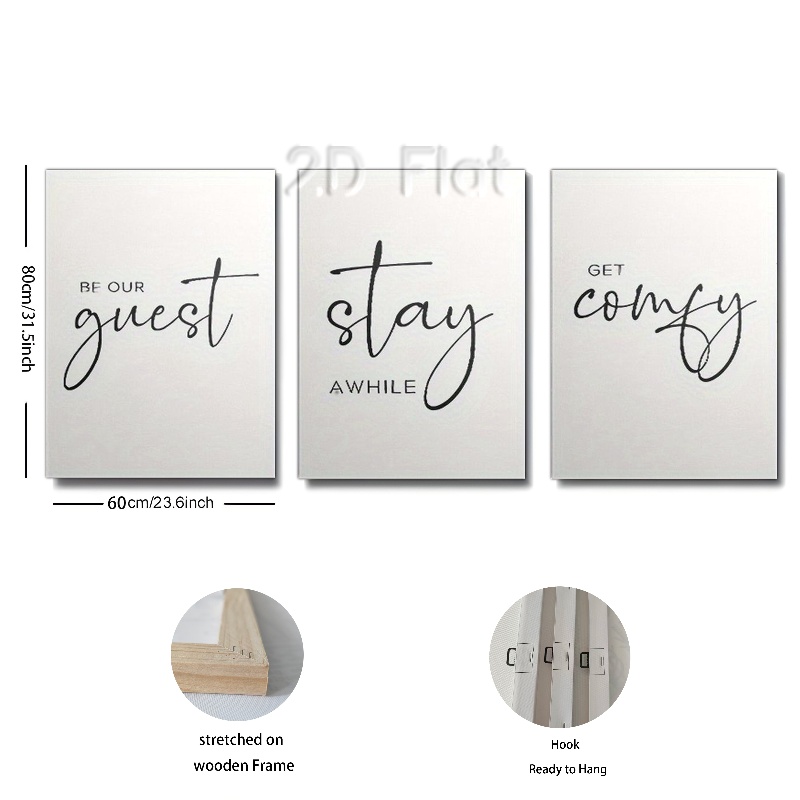 2D Flat
BE OUR
guest
stay
AWHILE
GET
comfy
80cm/31.5inch
60cm/23.6inch
stretched on
wooden Frame
Hook
Ready to Hang